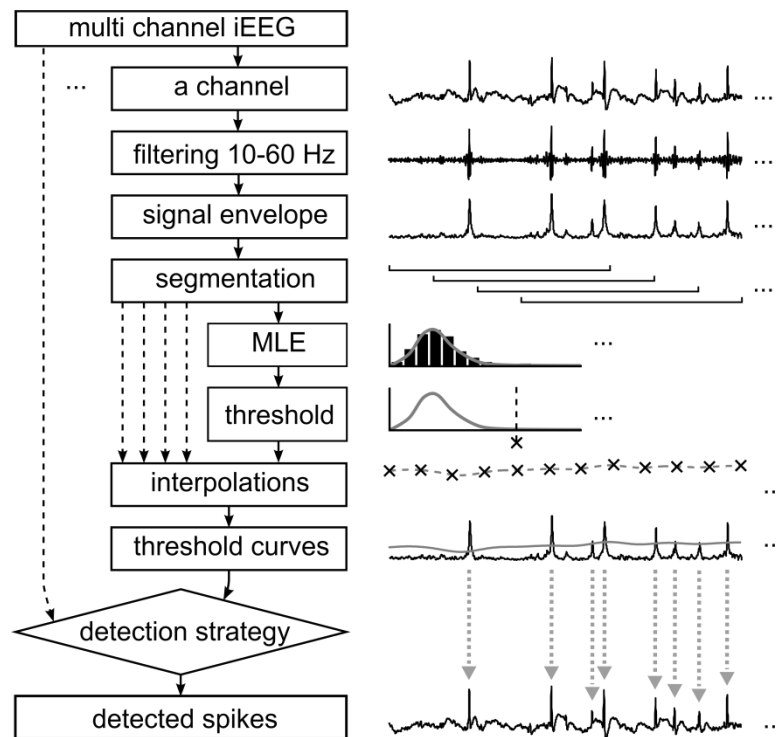 multi channel iEEG
... a channel ...
filtering 10-60 Hz ...
signal envelope ...
segmentation ...
MLE ...
threshold ...
interpolations ...
threshold curves ...
detection strategy
detected spikes ...